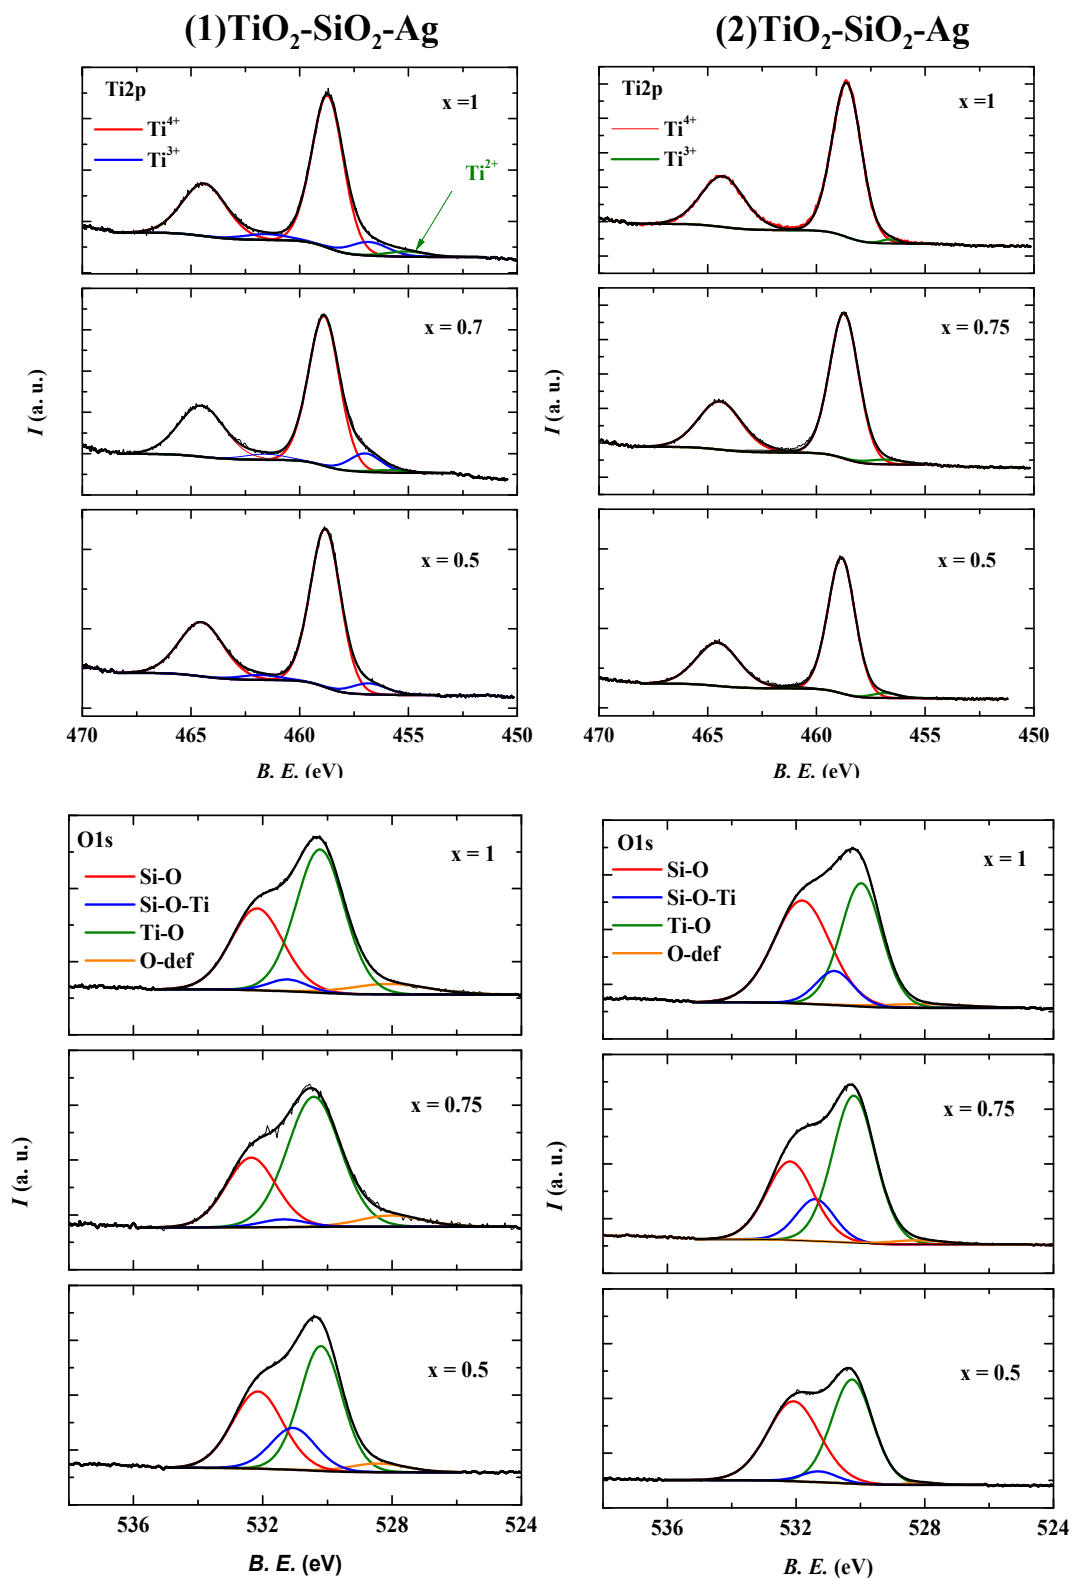 (1)TiO₂-SiO₂-Ag
(2)TiO₂-SiO₂-Ag
Ti2p
x =1
Ti⁴⁺
Ti³⁺
Ti²⁺
x = 0.7
I (a. u.)
x = 0.5
470 465 460 455 450
B. E. (eV)
Ti2p
x =1
Ti⁴⁺
Ti³⁺
x = 0.75
I (a. u.)
x = 0.5
470 465 460 455 450
B. E. (eV)
O1s
x = 1
Si-O
Si-O-Ti
Ti-O
O-def
x = 0.75
I (a. u.)
x = 0.5
536 532 528 524
B. E. (eV)
O1s
x = 1
Si-O
Si-O-Ti
Ti-O
O-def
x = 0.75
I (a. u.)
x = 0.5
536 532 528 524
B. E. (eV)